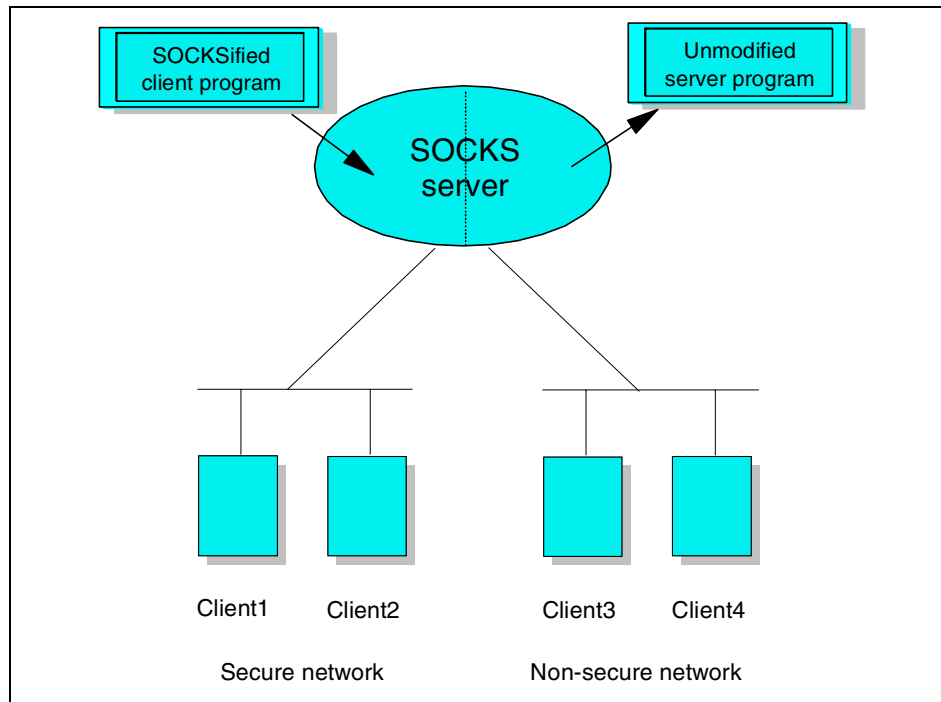 SOCKSified
client program
Unmodified
server program
SOCKS
server
Client1
Client2
Client3
Client4
Secure network
Non-secure network